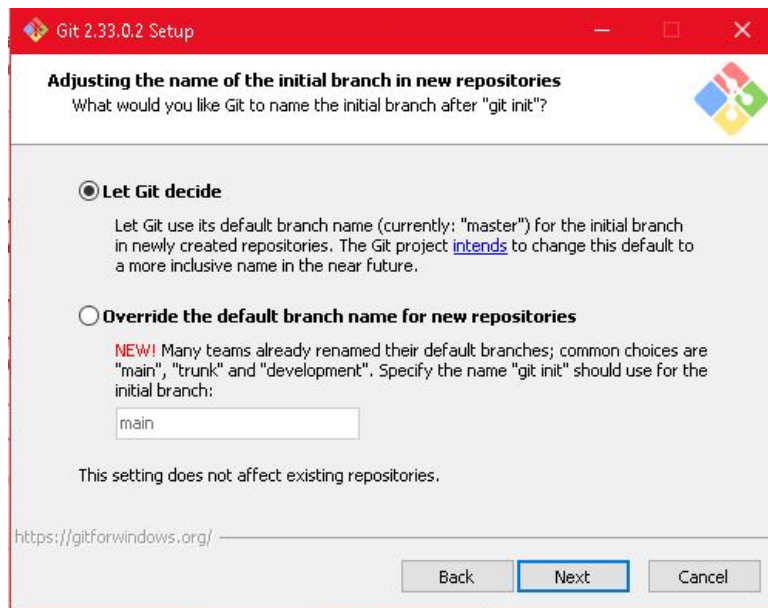 Git 2.33.0.2 Setup
Adjusting the name of the initial branch in new repositories
What would you like Git to name the initial branch after "git init"?
Let Git decide
Let Git use its default branch name (currently: "master") for the initial branch
in newly created repositories. The Git project intends to change this default to
a more inclusive name in the near future.
Override the default branch name for new repositories
NEW! Many teams already renamed their default branches; common choices are
"main", "trunk" and "development". Specify the name "git init" should use for the
initial branch:
main
This setting does not affect existing repositories.
https://gitforwindows.org/
Back Next Cancel